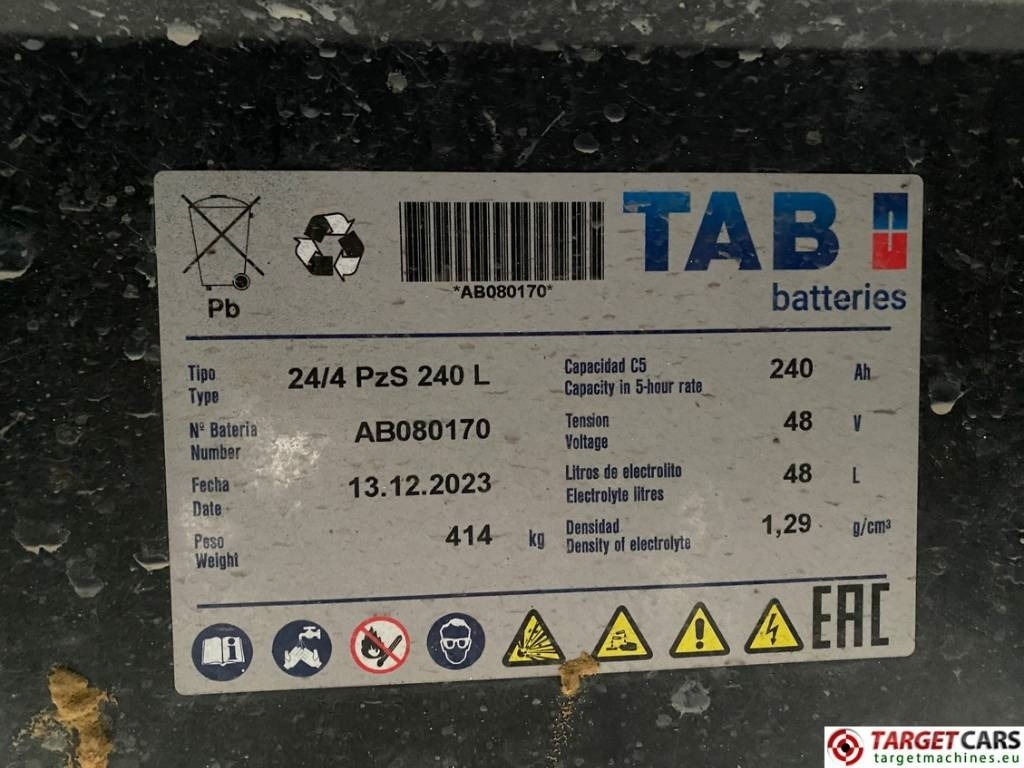 Pb
*AB080170*
TAB
batteries
Tipo
Type
24/4 PzS 240 L
Capacidad C5
Capacity in 5-hour rate
240 Ah
Nº Bateria
Number
AB080170
Tension
Voltage
48 V
Fecha
Date
13.12.2023
Litros de electrolito
Electrolyte litres
48 L
Peso
Weight
414 kg
Densidad
Density of electrolyte
1,29 g/cm³
EAC
TARGETCARS
targetmachines.eu